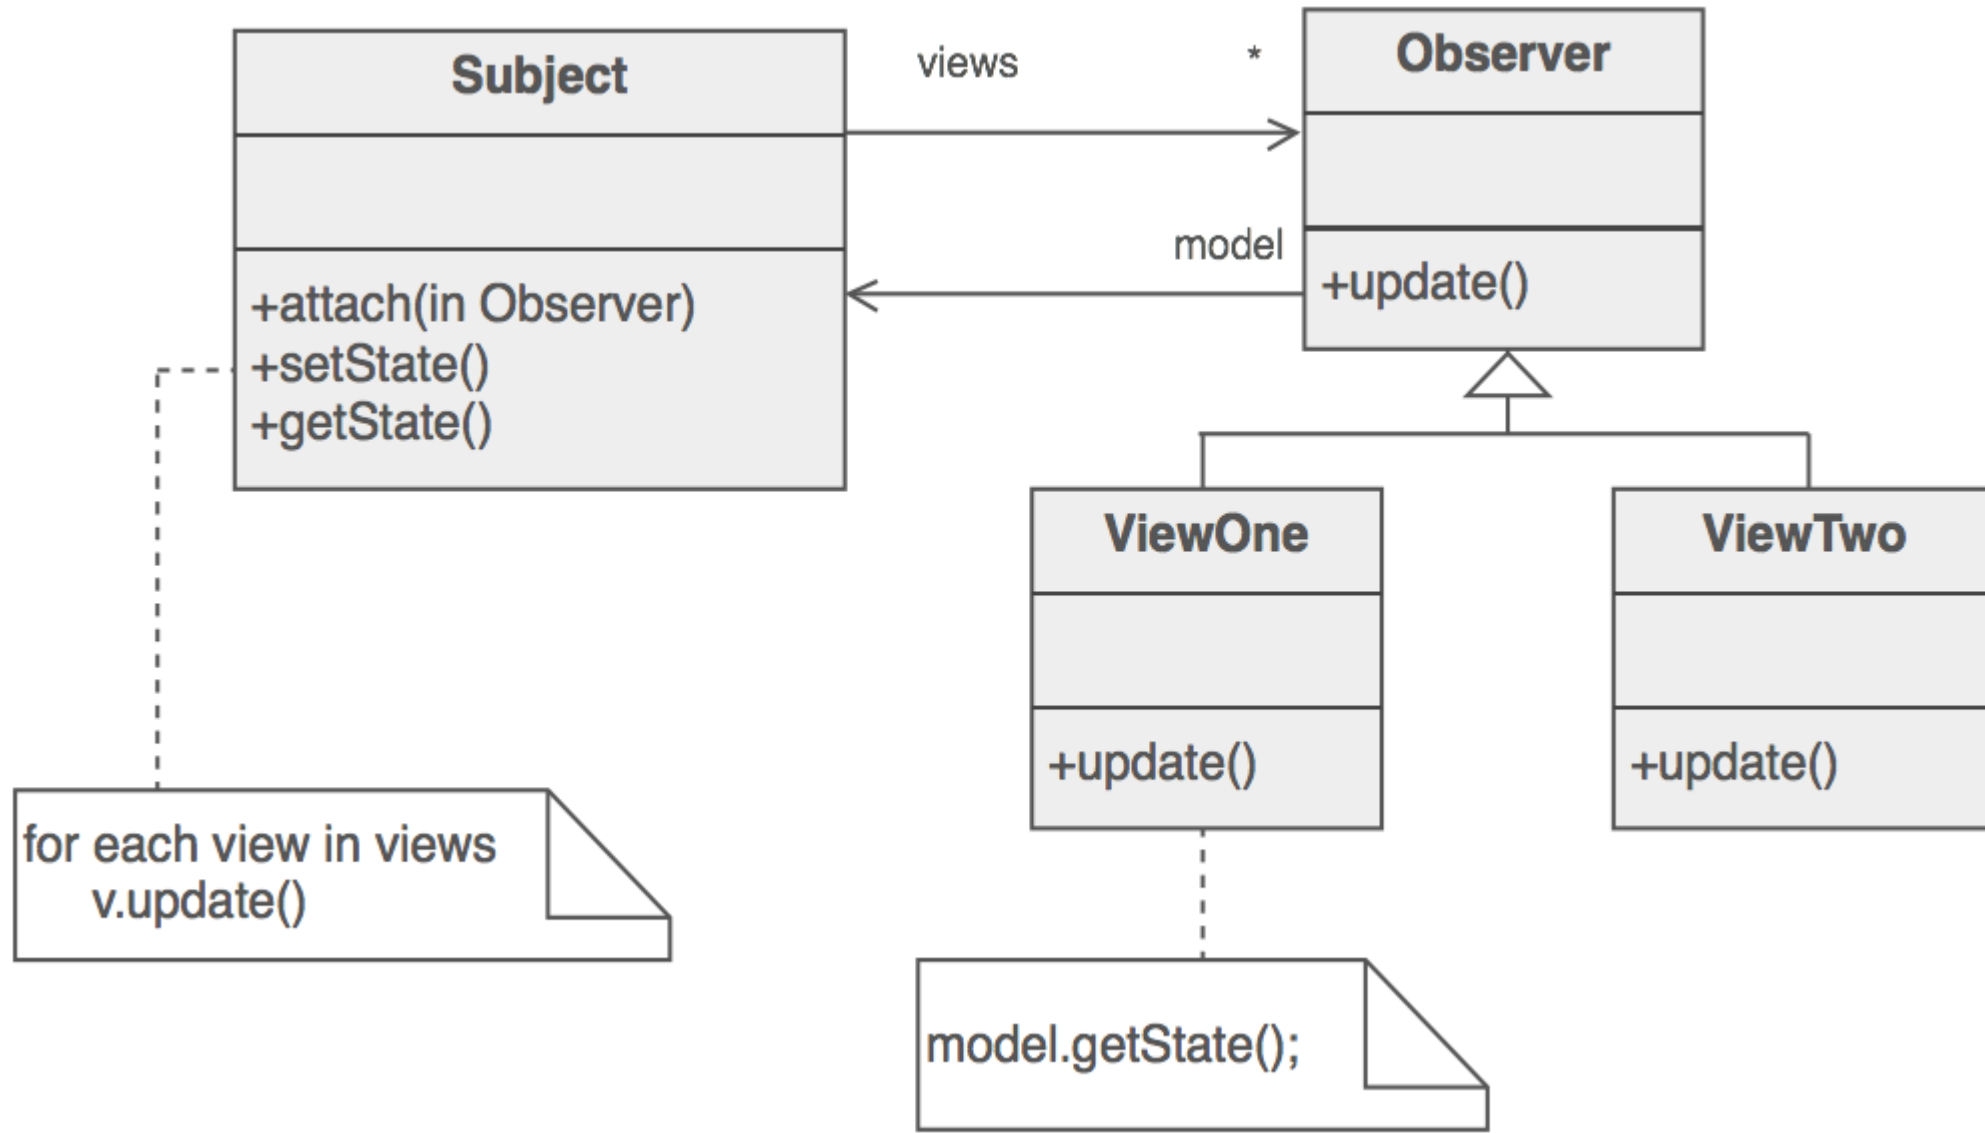 Subject
+attach(in Observer)
+setState()
+getState()
views
*
model
Observer
+update()
ViewOne
+update()
ViewTwo
+update()
for each view in views
v.update()
model.getState();